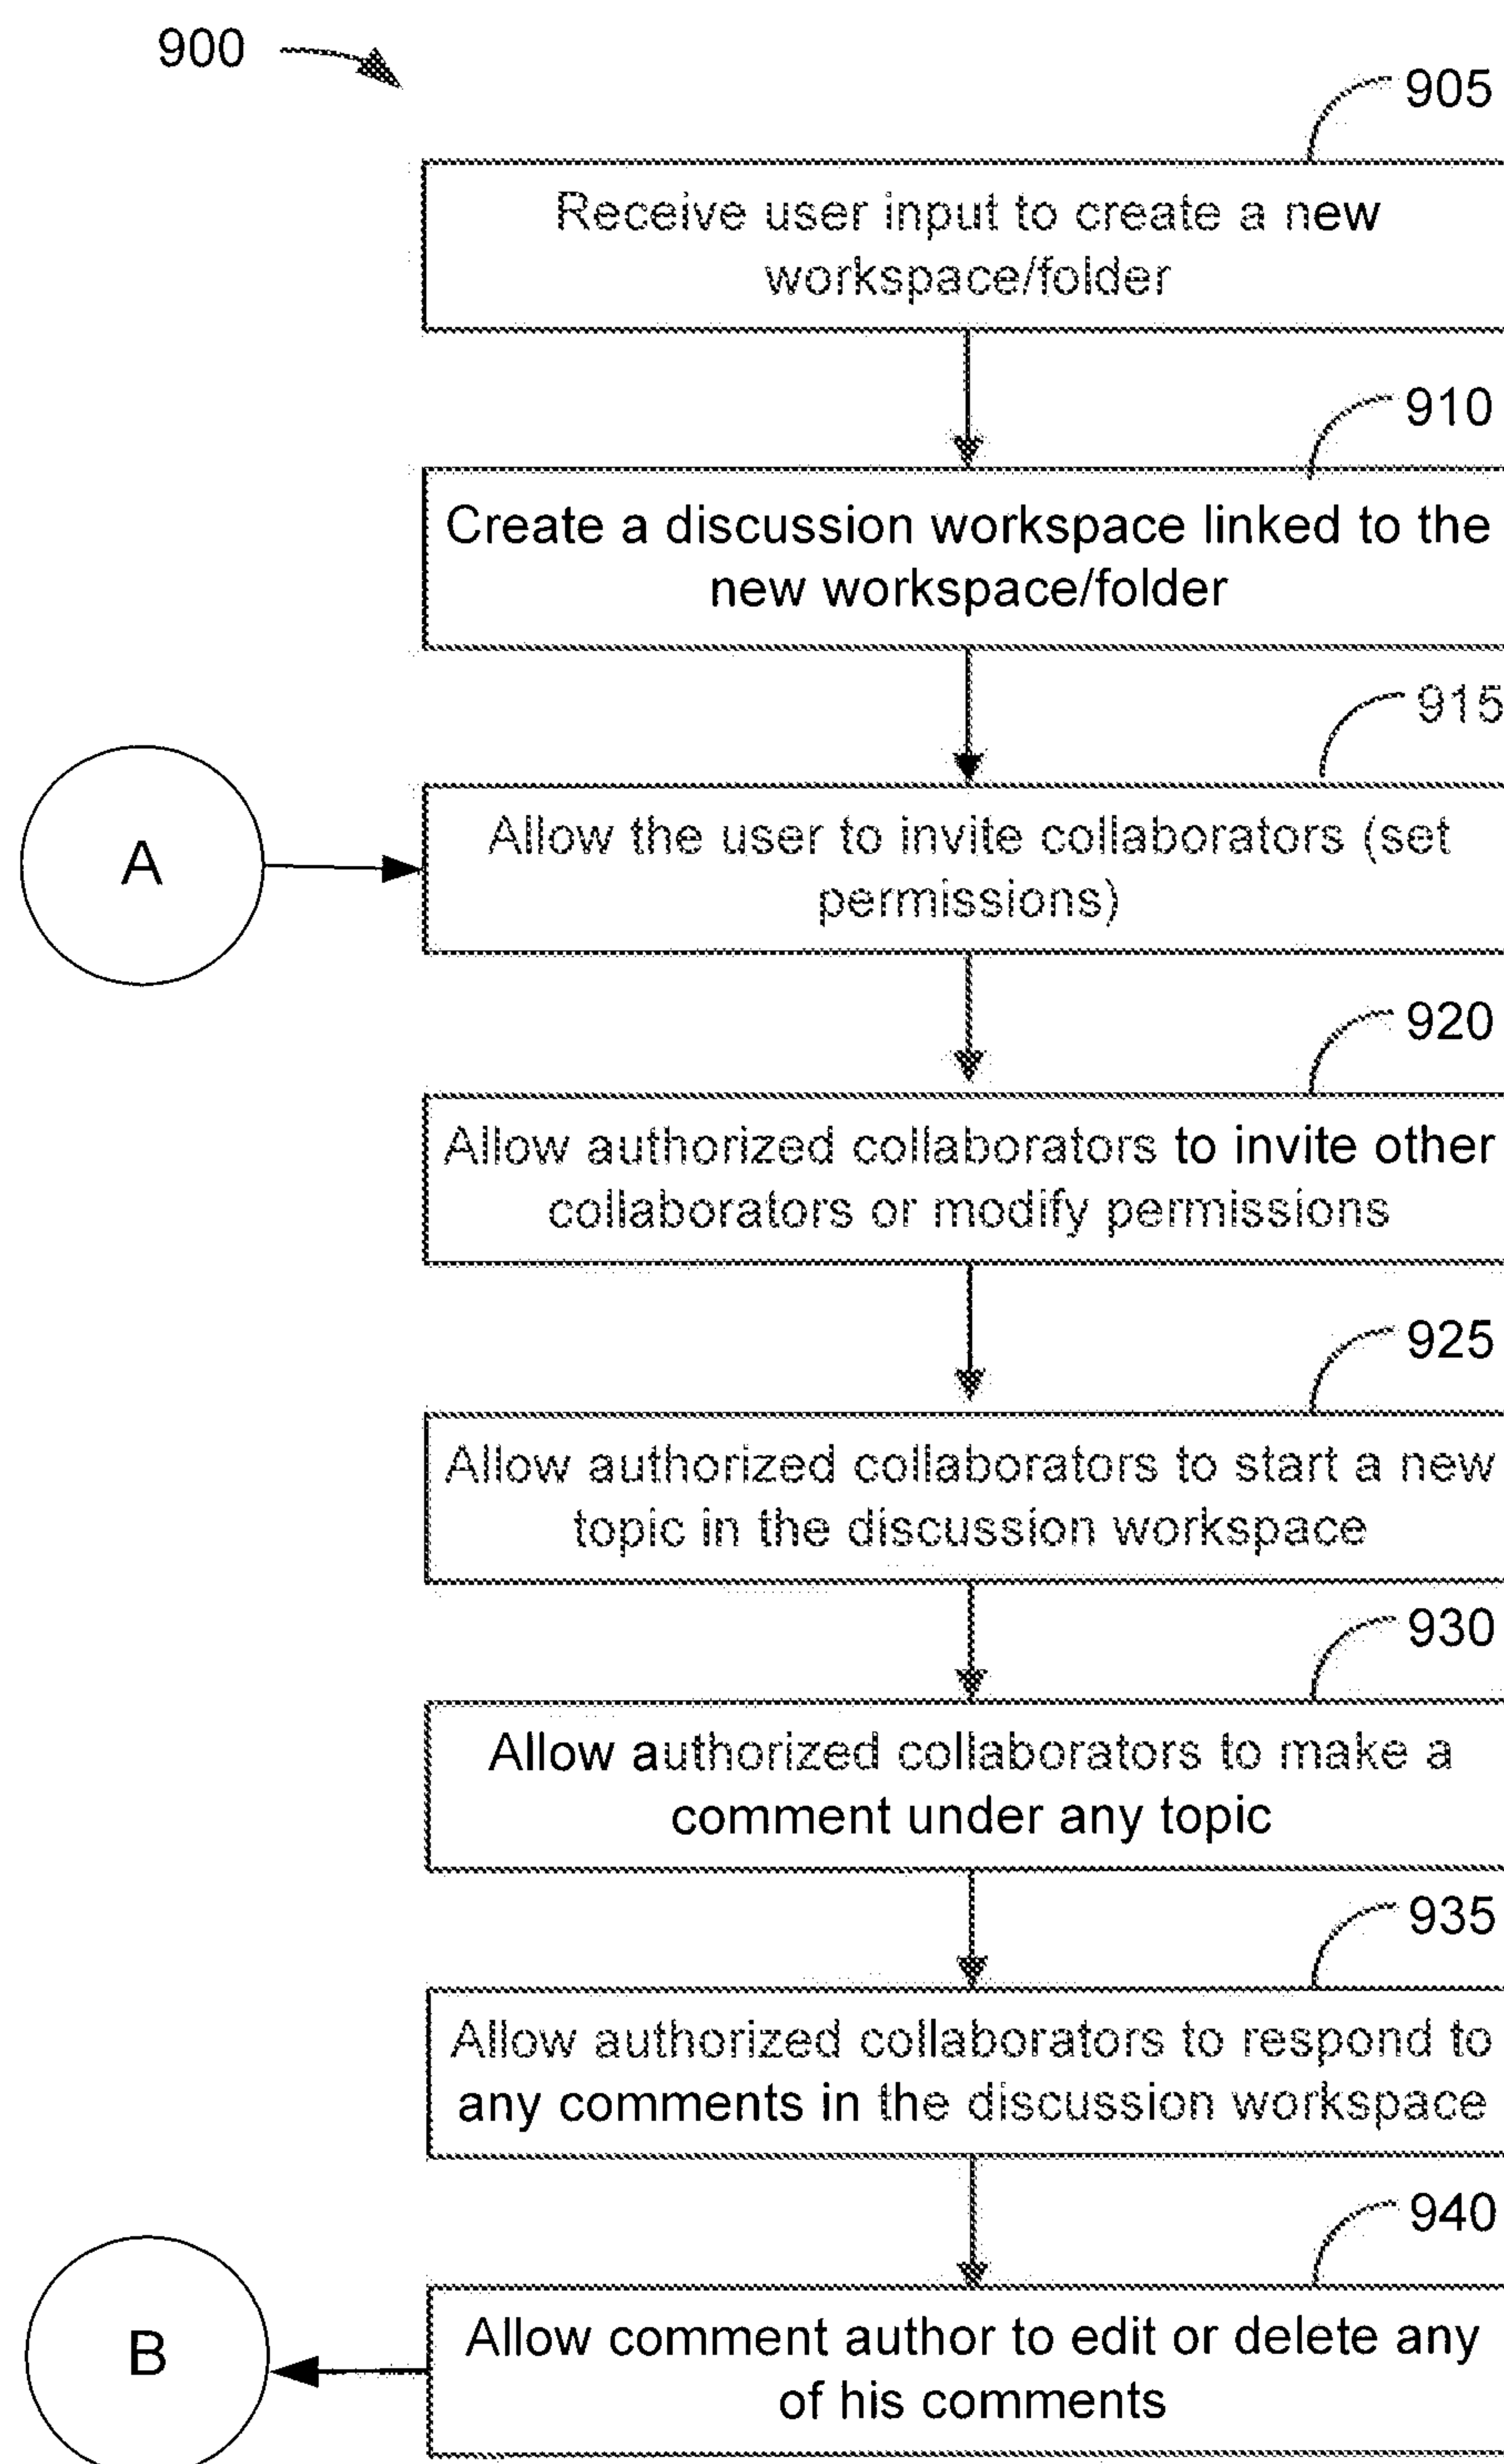 900
905
Receive user input to create a new
workspace/folder
910
Create a discussion workspace linked to the
new workspace/folder
915
A
Allow the user to invite collaborators (set
permissions)
920
Allow authorized collaborators to invite other
collaborators or modify permissions
925
Allow authorized collaborators to start a new
topic in the discussion workspace
930
Allow authorized collaborators to make a
comment under any topic
935
Allow authorized collaborators to respond to
any comments in the discussion workspace
940
B
Allow comment author to edit or delete any
of his comments